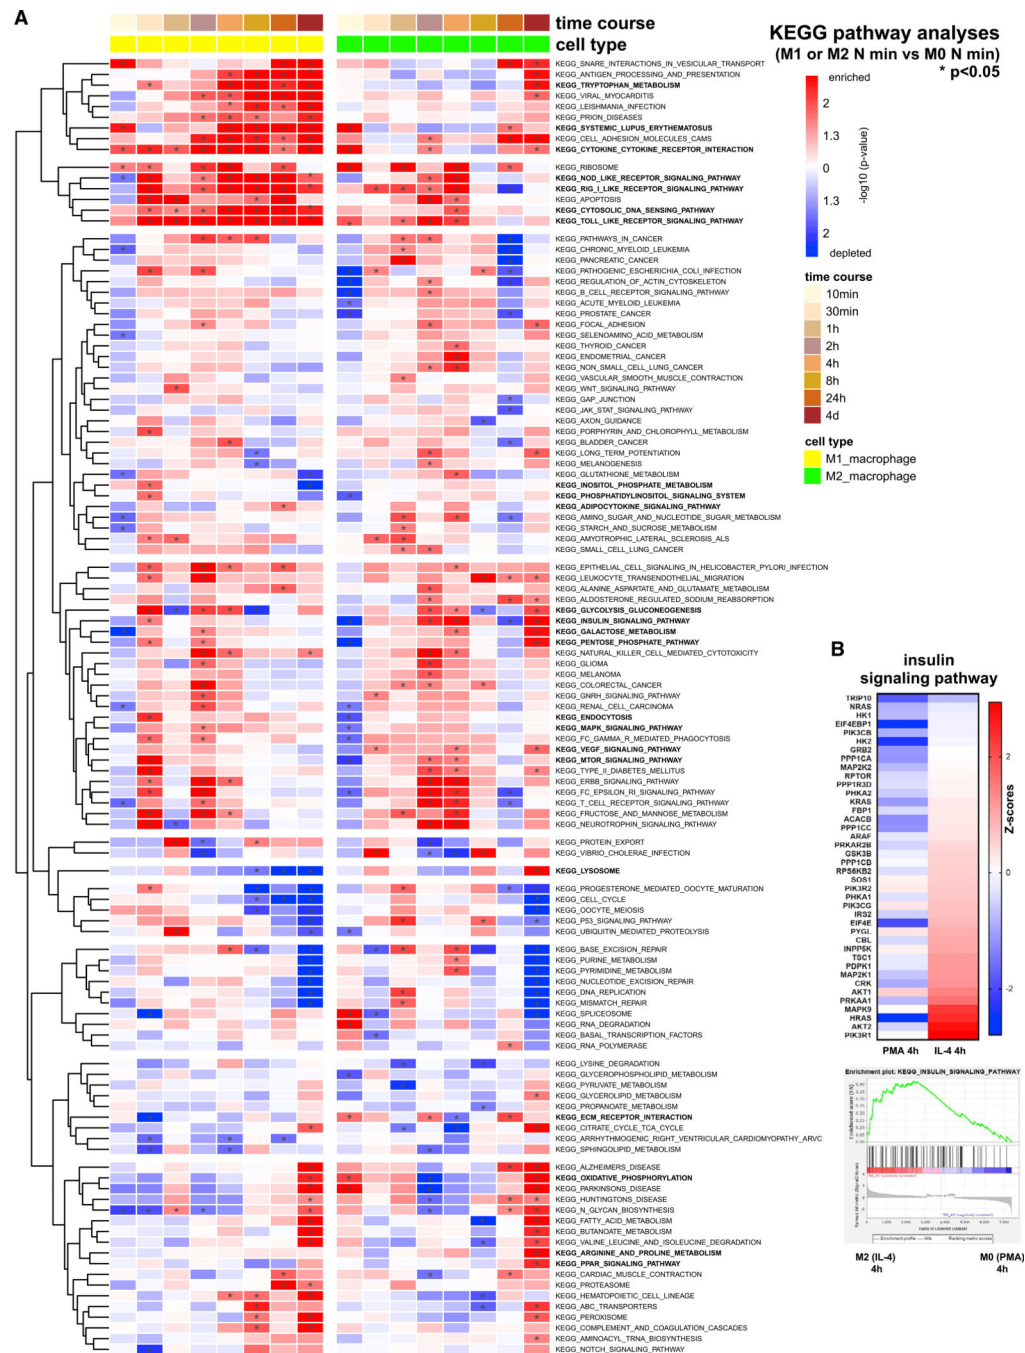 A
time course
cell type
KEGG pathway analyses
(M1 or M2 N min vs M0 N min)
* p<0.05
enriched
2
1.3
1.3
2
depleted
-log10 (p-value)
time course
10min
30min
1h
2h
4h
8h
24h
4d
cell type
M1_macrophage
M2_macrophage
KEGG_SNARE_INTERACTIONS_IN_VESICULAR_TRANSPORT
KEGG_ANTIGEN_PROCESSING_AND_PRESENTATION
KEGG_TRYPTOPHAN_METABOLISM
KEGG_VIRAL_MYOCARDITIS
KEGG_LEISHMANIA_INFECTION
KEGG_PRION_DISEASES
KEGG_SYSTEMIC_LUPUS_ERYTHEMATOSUS
KEGG_CELL_ADHESION_MOLECULES_CAMS
KEGG_CYTOKINE_CYTOKINE_RECEPTOR_INTERACTION
KEGG_RIBOSOME
KEGG_NOD_LIKE_RECEPTOR_SIGNALING_PATHWAY
KEGG_RIG_I_LIKE_RECEPTOR_SIGNALING_PATHWAY
KEGG_APOPTOSIS
KEGG_CYTOSOLIC_DNA_SENSING_PATHWAY
KEGG_TOLL_LIKE_RECEPTOR_SIGNALING_PATHWAY
KEGG_PATHWAYS_IN_CANCER
KEGG_CHRONIC_MYELOID_LEUKEMIA
KEGG_PANCREATIC_CANCER
KEGG_PATHOGENIC_ESCHERICHIA_COLI_INFECTION
KEGG_REGULATION_OF_ACTIN_CYTOSKELETON
KEGG_B_CELL_RECEPTOR_SIGNALING_PATHWAY
KEGG_ACUTE_MYELOID_LEUKEMIA
KEGG_PROSTATE_CANCER
KEGG_FOCAL_ADHESION
KEGG_SELENOAMINO_ACID_METABOLISM
KEGG_THYROID_CANCER
KEGG_ENDOMETRIAL_CANCER
KEGG_NON_SMALL_CELL_LUNG_CANCER
KEGG_VASCULAR_SMOOTH_MUSCLE_CONTRACTION
KEGG_WNT_SIGNALING_PATHWAY
KEGG_GAP_JUNCTION
KEGG_JAK_STAT_SIGNALING_PATHWAY
KEGG_AXON_GUIDANCE
KEGG_PORPHYRIN_AND_CHLOROPHYLL_METABOLISM
KEGG_BLADDER_CANCER
KEGG_LONG_TERM_POTENTIATION
KEGG_MELANOGENESIS
KEGG_GLUTATHIONE_METABOLISM
KEGG_INOSITOL_PHOSPHATE_METABOLISM
KEGG_PHOSPHATIDYLINOSITOL_SIGNALING_SYSTEM
KEGG_ADIPOCYTOKINE_SIGNALING_PATHWAY
KEGG_AMINO_SUGAR_AND_NUCLEOTIDE_SUGAR_METABOLISM
KEGG_STARCH_AND_SUCROSE_METABOLISM
KEGG_AMYOTROPHIC_LATERAL_SCLEROSIS_ALS
KEGG_SMALL_CELL_LUNG_CANCER
KEGG_EPITHELIAL_CELL_SIGNALING_IN_HELICOBACTER_PYLORI_INFECTION
KEGG_LEUKOCYTE_TRANSENDOTHELIAL_MIGRATION
KEGG_ALANINE_ASPARTATE_AND_GLUTAMATE_METABOLISM
KEGG_ALDOSTERONE_REGULATED_SODIUM_REABSORPTION
KEGG_GLYCOLYSIS_GLUCONEOGENESIS
KEGG_INSULIN_SIGNALING_PATHWAY
KEGG_GALACTOSE_METABOLISM
KEGG_PENTOSE_PHOSPHATE_PATHWAY
KEGG_NATURAL_KILLER_CELL_MEDIATED_CYTOTOXICITY
KEGG_GLIOMA
KEGG_MELANOMA
KEGG_COLORECTAL_CANCER
KEGG_GNRH_SIGNALING_PATHWAY
KEGG_RENAL_CELL_CARCINOMA
KEGG_ENDOCYTOSIS
KEGG_MAPK_SIGNALING_PATHWAY
KEGG_FC_GAMMA_R_MEDIATED_PHAGOCYTOSIS
KEGG_VEGF_SIGNALING_PATHWAY
KEGG_MTOR_SIGNALING_PATHWAY
KEGG_TYPE_II_DIABETES_MELLITUS
KEGG_ERBB_SIGNALING_PATHWAY
KEGG_FC_EPSILON_RI_SIGNALING_PATHWAY
KEGG_T_CELL_RECEPTOR_SIGNALING_PATHWAY
KEGG_FRUCTOSE_AND_MANNOSE_METABOLISM
KEGG_NEUROTROPHIN_SIGNALING_PATHWAY
KEGG_PROTEIN_EXPORT
KEGG_VIBRIO_CHOLERAE_INFECTION
KEGG_LYSOSOME
KEGG_PROGESTERONE_MEDIATED_OOCYTE_MATURATION
KEGG_CELL_CYCLE
KEGG_OOCYTE_MEIOSIS
KEGG_P53_SIGNALING_PATHWAY
KEGG_UBIQUITIN_MEDIATED_PROTEOLYSIS
KEGG_BASE_EXCISION_REPAIR
KEGG_PURINE_METABOLISM
KEGG_PYRIMIDINE_METABOLISM
KEGG_NUCLEOTIDE_EXCISION_REPAIR
KEGG_DNA_REPLICATION
KEGG_MISMATCH_REPAIR
KEGG_SPLICEOSOME
KEGG_RNA_DEGRADATION
KEGG_BASAL_TRANSCRIPTION_FACTORS
KEGG_RNA_POLYMERASE
KEGG_LYSINE_DEGRADATION
KEGG_GLYCEROPHOSPHOLIPID_METABOLISM
KEGG_PYRUVATE_METABOLISM
KEGG_GLYCEROLIPID_METABOLISM
KEGG_PROPANOATE_METABOLISM
KEGG_ECM_RECEPTOR_INTERACTION
KEGG_CITRATE_CYCLE_TCA_CYCLE
KEGG_ARRHYTHMOGENIC_RIGHT_VENTRICULAR_CARDIOMYOPATHY_ARVC
KEGG_SPHINGOLIPID_METABOLISM
KEGG_ALZHEIMERS_DISEASE
KEGG_OXIDATIVE_PHOSPHORYLATION
KEGG_PARKINSONS_DISEASE
KEGG_HUNTINGTONS_DISEASE
KEGG_N_GLYCAN_BIOSYNTHESIS
KEGG_FATTY_ACID_METABOLISM
KEGG_BUTANOATE_METABOLISM
KEGG_VALINE_LEUCINE_AND_ISOLEUCINE_DEGRADATION
KEGG_ARGININE_AND_PROLINE_METABOLISM
KEGG_PPAR_SIGNALING_PATHWAY
KEGG_CARDIAC_MUSCLE_CONTRACTION
KEGG_PROTEASOME
KEGG_HEMATOPOIETIC_CELL_LINEAGE
KEGG_ABC_TRANSPORTERS
KEGG_PEROXISOME
KEGG_COMPLEMENT_AND_COAGULATION_CASCADES
KEGG_AMINOACYL_TRNA_BIOSYNTHESIS
KEGG_NOTCH_SIGNALING_PATHWAY
B
insulin
signaling pathway
TRIP10
NRAS
HK1
EIF4EBP1
PIK3CB
HK2
GRB2
PPP1CA
MAP2K2
RPTOR
PPP1R3D
PHKA2
KRAS
FBP1
ACACB
PPP1CC
ARAF
PRKAR2B
GSK3B
PPP1CB
RPS6KB2
SOS1
PIK3R2
PHKA1
PIK3CG
IRS2
EIF4E
PYGL
CBL
INPP5K
TSC1
PDPK1
MAP2K1
CRK
AKT1
PRKAA1
MAPK9
HRAS
AKT2
PIK3R1
2
0
-2
Z-scores
PMA 4h IL-4 4h
Enrichment plot: KEGG_INSULIN_SIGNALING_PATHWAY
Enrichment profile Hits Ranking metric scores
M2 (IL-4)
4h
M0 (PMA)
4h